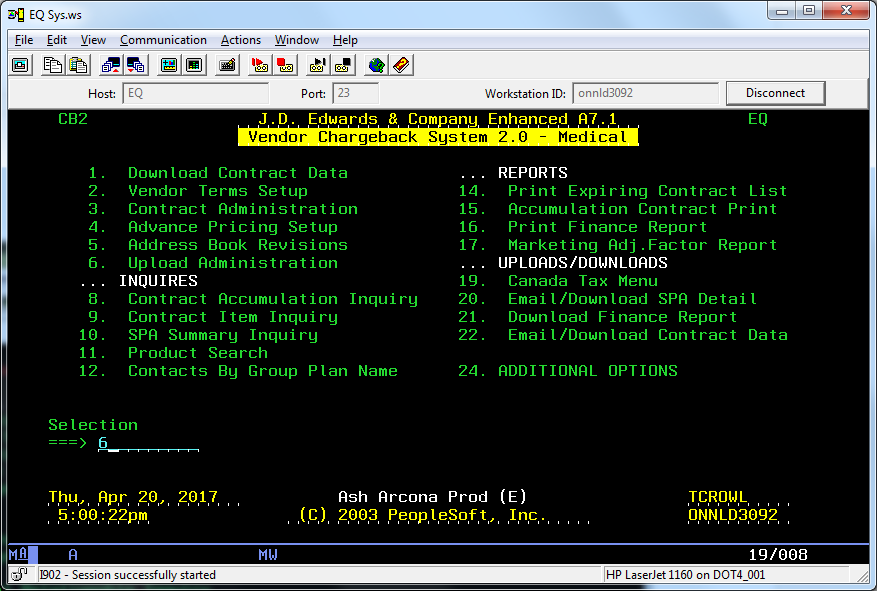 EQ Sys.ws
File Edit View Communication Actions Window Help
Host: EQ Port: 23 Workstation ID: onnld3092 Disconnect
CB2 J.D. Edwards & Company Enhanced A7.1 EQ
Vendor Chargeback System 2.0 - Medical
1. Download Contract Data ... REPORTS
2. Vendor Terms Setup 14. Print Expiring Contract List
3. Contract Administration 15. Accumulation Contract Print
4. Advance Pricing Setup 16. Print Finance Report
5. Address Book Revisions 17. Marketing Adj.Factor Report
6. Upload Administration ... UPLOADS/DOWNLOADS
... INQUIRES 19. Canada Tax Menu
8. Contract Accumulation Inquiry 20. Email/Download SPA Detail
9. Contract Item Inquiry 21. Download Finance Report
10. SPA Summary Inquiry 22. Email/Download Contract Data
11. Product Search
12. Contacts By Group Plan Name 24. ADDITIONAL OPTIONS
Selection
===> 6
Thu, Apr 20, 2017 Ash Arcona Prod (E) TCROWL
5:00:22pm (C) 2003 PeopleSoft, Inc. ONNLD3092
MA A MW 19/008
I902 - Session successfully started HP LaserJet 1160 on DOT4_001